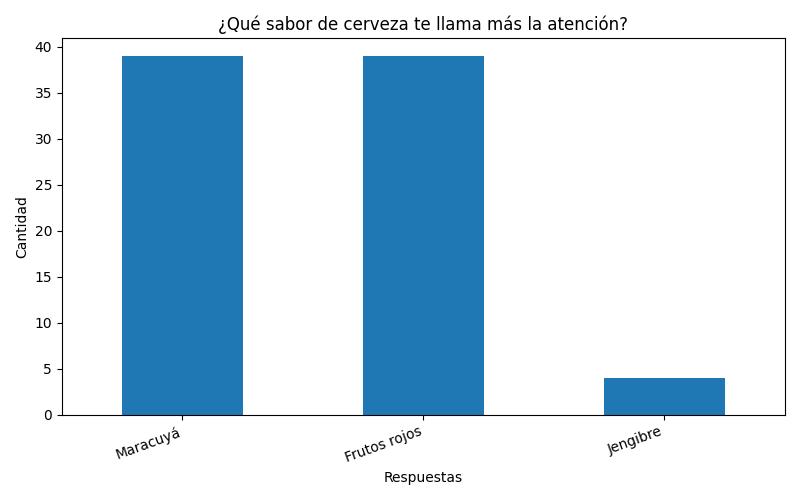 ¿Qué sabor de cerveza te llama más la atención?
40
35
30
25
20
15
10
5
0
Cantidad
Maracuyá
Frutos rojos
Jengibre
Respuestas